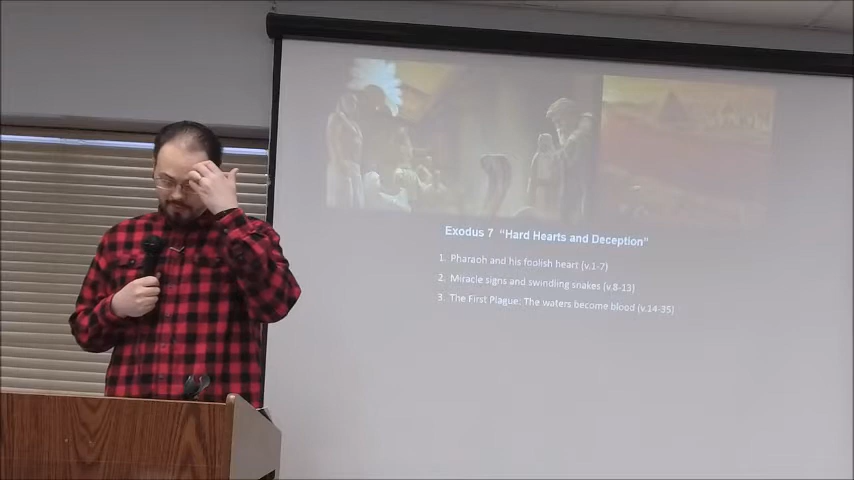 Exodus 7 "Hard Hearts and Deception"
1. Pharaoh and his foolish heart (v.1-7)
2. Miracle signs and swindling snakes (v.8-13)
3. The First Plague: The waters become blood (v.14-35)